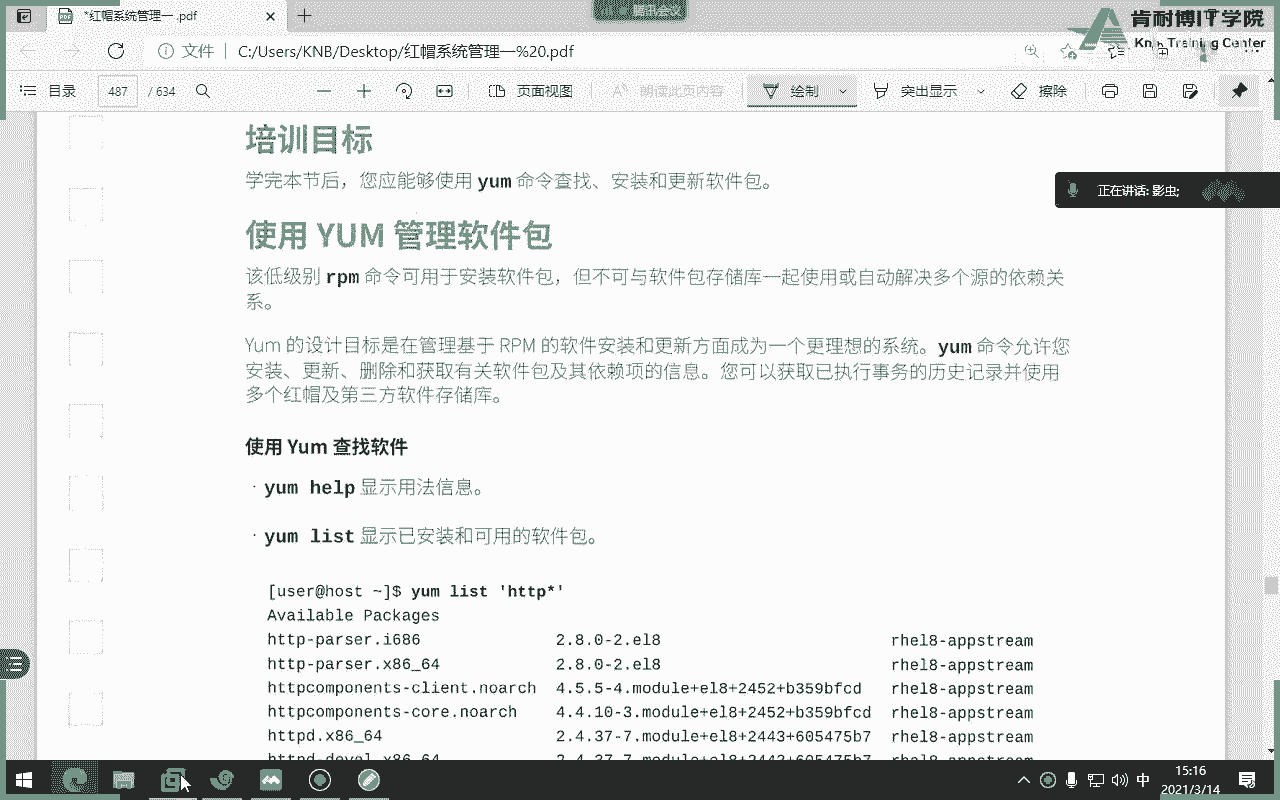 *红帽系统管理一 .pdf
腾讯会议
肯耐博IT学院
KnB Training Center
文件 C:/Users/KNB/Desktop/红帽系统管理一%20.pdf
目录 487 / 634 页面视图 朗读此页内容 绘制 突出显示 擦除
培训目标
学完本节后，您应能够使用 yum 命令查找、安装和更新软件包。
正在讲话: 影虫;
使用 YUM 管理软件包
该低级别 rpm 命令可用于安装软件包，但不可与软件包存储库一起使用或自动解决多个源的依赖关
系。
Yum 的设计目标是在管理基于 RPM 的软件安装和更新方面成为一个更理想的系统。yum 命令允许您
安装、更新、删除和获取有关软件包及其依赖项的信息。您可以获取已执行事务的历史记录并使用
多个红帽及第三方软件存储库。
使用 Yum 查找软件
· yum help 显示用法信息。
· yum list 显示已安装和可用的软件包。
[user@host ~]$ yum list 'http*'
Available Packages
http-parser.i686 2.8.0-2.el8 rhel8-appstream
http-parser.x86_64 2.8.0-2.el8 rhel8-appstream
httpcomponents-client.noarch 4.5.5-4.module+el8+2452+b359bfcd rhel8-appstream
httpcomponents-core.noarch 4.4.10-3.module+el8+2452+b359bfcd rhel8-appstream
httpd.x86_64 2.4.37-7.module+el8+2443+605475b7 rhel8-appstream
httpd-devel.x86_64 2.4.37-7.module+el8+2443+605475b7 rhel8-appstream
中
15:16
2021/3/14